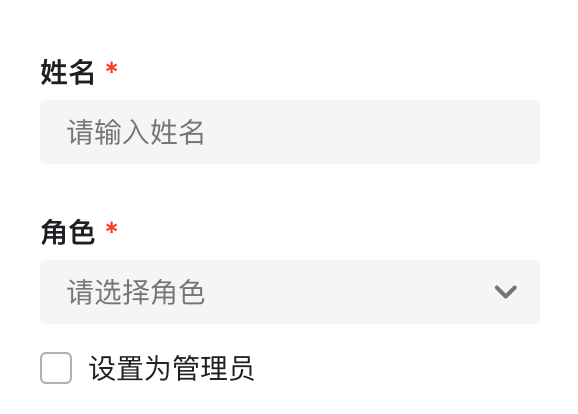 姓名 *
请输入姓名
角色 *
请选择角色
设置为管理员